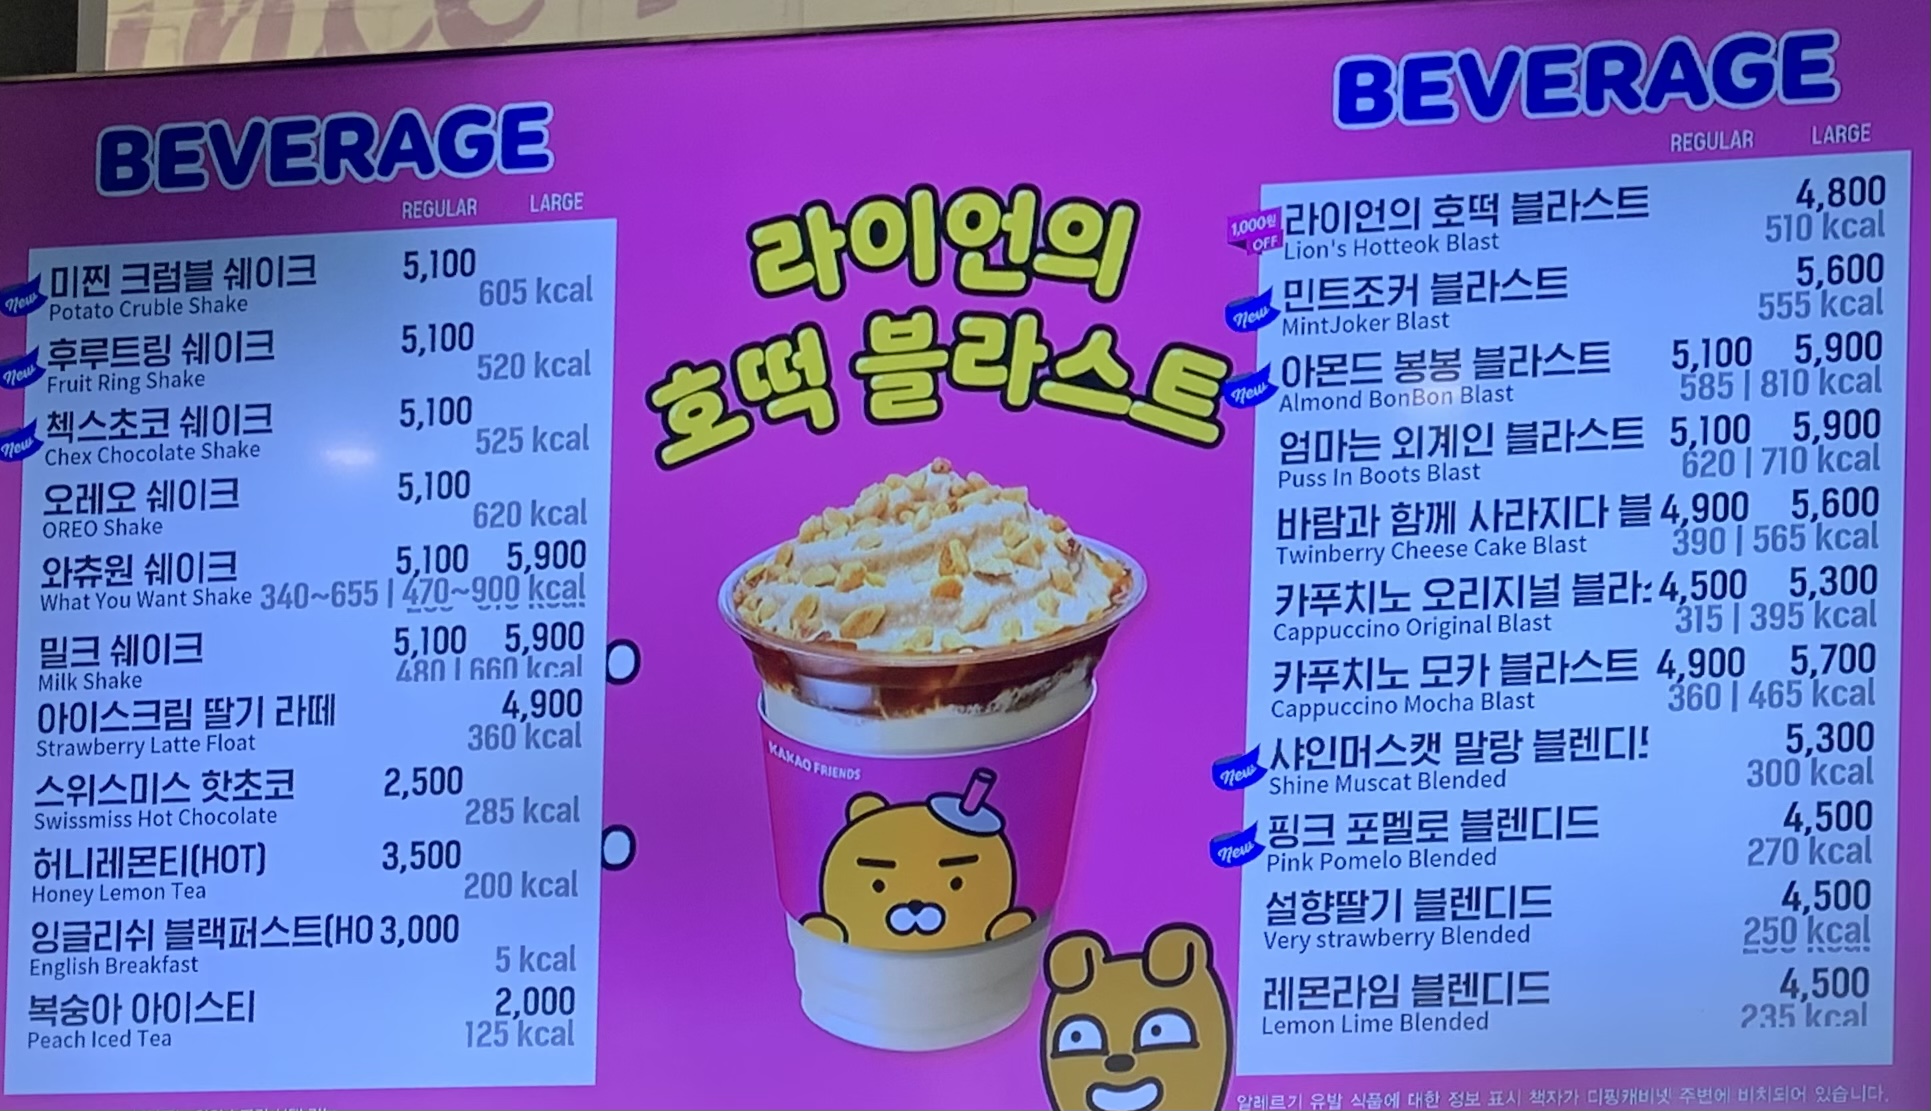 BEVERAGE
REGULAR LARGE
New 미찐 크럼블 쉐이크 5,100
Potato Cruble Shake 605 kcal
New 후루트링 쉐이크 5,100
Fruit Ring Shake 520 kcal
New 첵스초코 쉐이크 5,100
Chex Chocolate Shake 525 kcal
오레오 쉐이크 5,100
OREO Shake 620 kcal
와츄원 쉐이크 5,100 5,900
What You Want Shake 340~655 | 470~900 kcal
밀크 쉐이크 5,100 5,900
Milk Shake 480 | 660 kcal
아이스크림 딸기 라떼 4,900
Strawberry Latte Float 360 kcal
스위스미스 핫초코 2,500
Swissmiss Hot Chocolate 285 kcal
허니레몬티(HOT) 3,500
Honey Lemon Tea 200 kcal
잉글리쉬 블랙퍼스트(HO 3,000
English Breakfast 5 kcal
복숭아 아이스티 2,000
Peach Iced Tea 125 kcal
라이언의
호떡 블라스트
KAKAO FRIENDS
BEVERAGE
REGULAR LARGE
1,000원 OFF 라이언의 호떡 블라스트 4,800
Lion's Hotteok Blast 510 kcal
New 민트조커 블라스트 5,600
MintJoker Blast 555 kcal
New 아몬드 봉봉 블라스트 5,100 5,900
Almond BonBon Blast 585 | 810 kcal
엄마는 외계인 블라스트 5,100 5,900
Puss In Boots Blast 620 | 710 kcal
바람과 함께 사라지다 블 4,900 5,600
Twinberry Cheese Cake Blast 390 | 565 kcal
카푸치노 오리지널 블라 4,500 5,300
Cappuccino Original Blast 315 | 395 kcal
카푸치노 모카 블라스트 4,900 5,700
Cappuccino Mocha Blast 360 | 465 kcal
New 샤인머스캣 말랑 블렌디 5,300
Shine Muscat Blended 300 kcal
New 핑크 포멜로 블렌디드 4,500
Pink Pomelo Blended 270 kcal
설향딸기 블렌디드 4,500
Very strawberry Blended 250 kcal
레몬라임 블렌디드 4,500
Lemon Lime Blended 235 kcal
알레르기 유발 식품에 대한 정보 표시 책자가 디핑캐비넷 주변에 비치되어 있습니다.